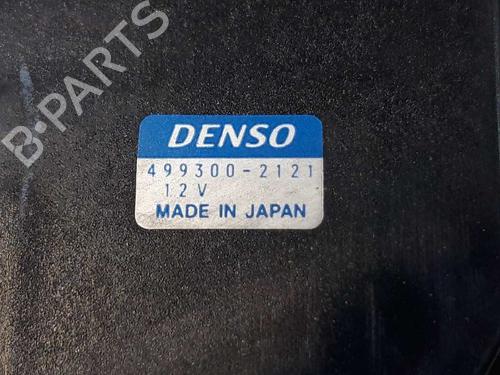 B-PARTS
DENSO
499300-2121
12V
MADE IN JAPAN